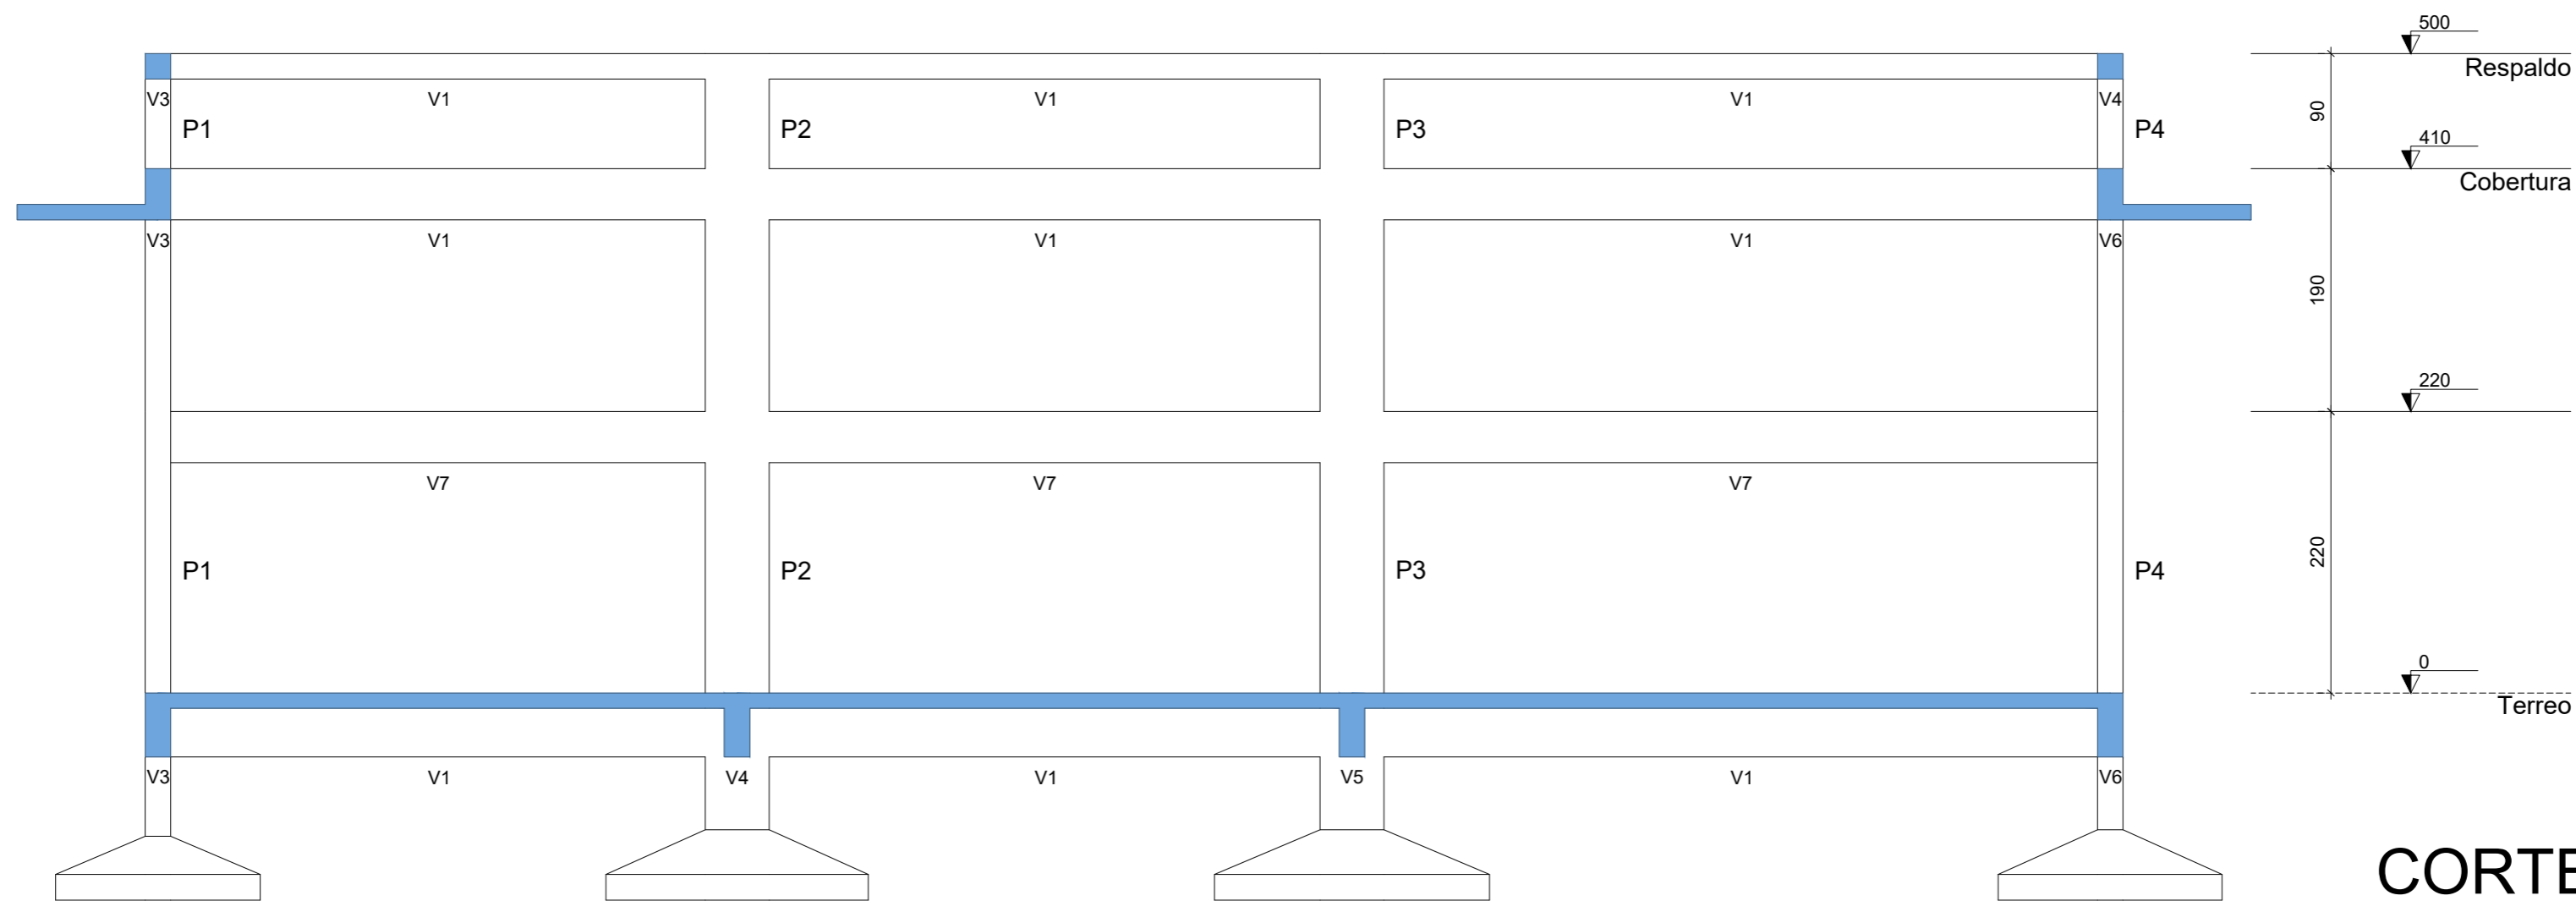 500
Respaldo
V3 V1 V1 V1 V4
P1 P2 P3 P4
90
410
Cobertura
V3 V1 V1 V1 V6
190
220
V7 V7 V7
220
P1 P2 P3 P4
0
Terreo
V3 V1 V4 V1 V5 V1 V6
CORTE